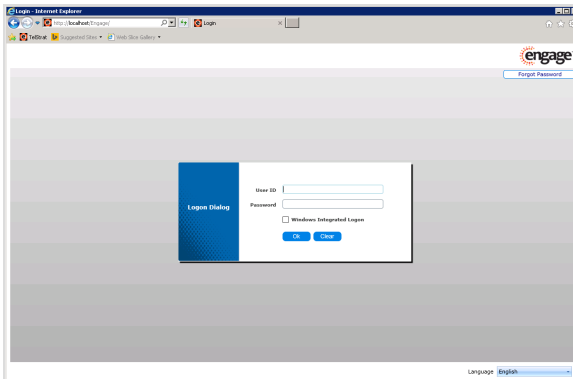 Login - Internet Explorer
http://localhost/Engage/
Login
TelStrat
Suggested Sites
Web Slice Gallery
engage
Forgot Password
Logon Dialog
User ID
Password
Windows Integrated Logon
Ok
Clear
Language
English